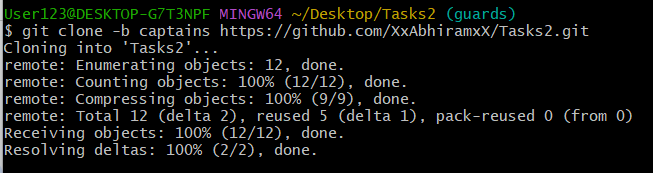 User123@DESKTOP-G7T3NPF MINGW64 ~/Desktop/Tasks2 (guards)
$ git clone -b captains https://github.com/XxAbhiramxX/Tasks2.git
Cloning into 'Tasks2'...
remote: Enumerating objects: 12, done.
remote: Counting objects: 100% (12/12), done.
remote: Compressing objects: 100% (9/9), done.
remote: Total 12 (delta 2), reused 5 (delta 1), pack-reused 0 (from 0)
Receiving objects: 100% (12/12), done.
Resolving deltas: 100% (2/2), done.